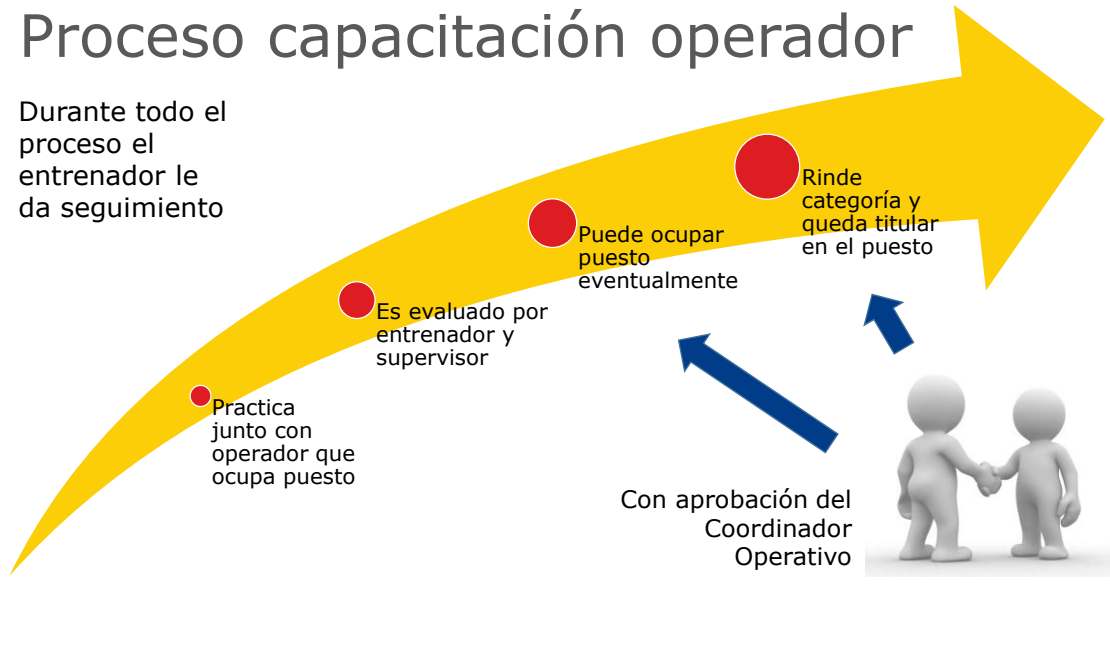 Proceso capacitación operador
Durante todo el
proceso el
entrenador le
da seguimiento
Rinde
categoría y
queda titular
en el puesto
Puede ocupar
puesto
eventualmente
Es evaluado por
entrenador y
supervisor
Practica
junto con
operador que
ocupa puesto
Con aprobación del
Coordinador
Operativo